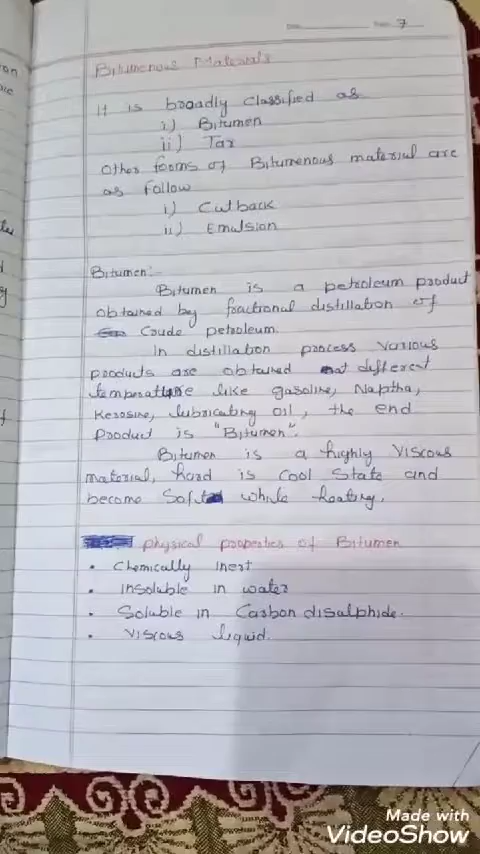 Date Page 7
Bitumenous Materials
It is broadly classified as
i) Bitumen
ii) Tar
Other forms of Bitumenous material are
as follow
i) Cutback
ii) Emulsion
Bitumen:-
Bitumen is a petroleum product
obtained by fractional distillation of
Crude petroleum.
In distillation process various
products are obtained at different
temperature like gasoline, Naptha,
Kerosine, lubricating oil, the end
product is "Bitumen".
Bitumen is a highly viscous
material, hard is cool state and
become Soft while heating.
physical properties of Bitumen
• Chemically inert
• Insoluble in water
• Soluble in Carbon disalphide.
• Viscous liquid.
Made with
VideoShow